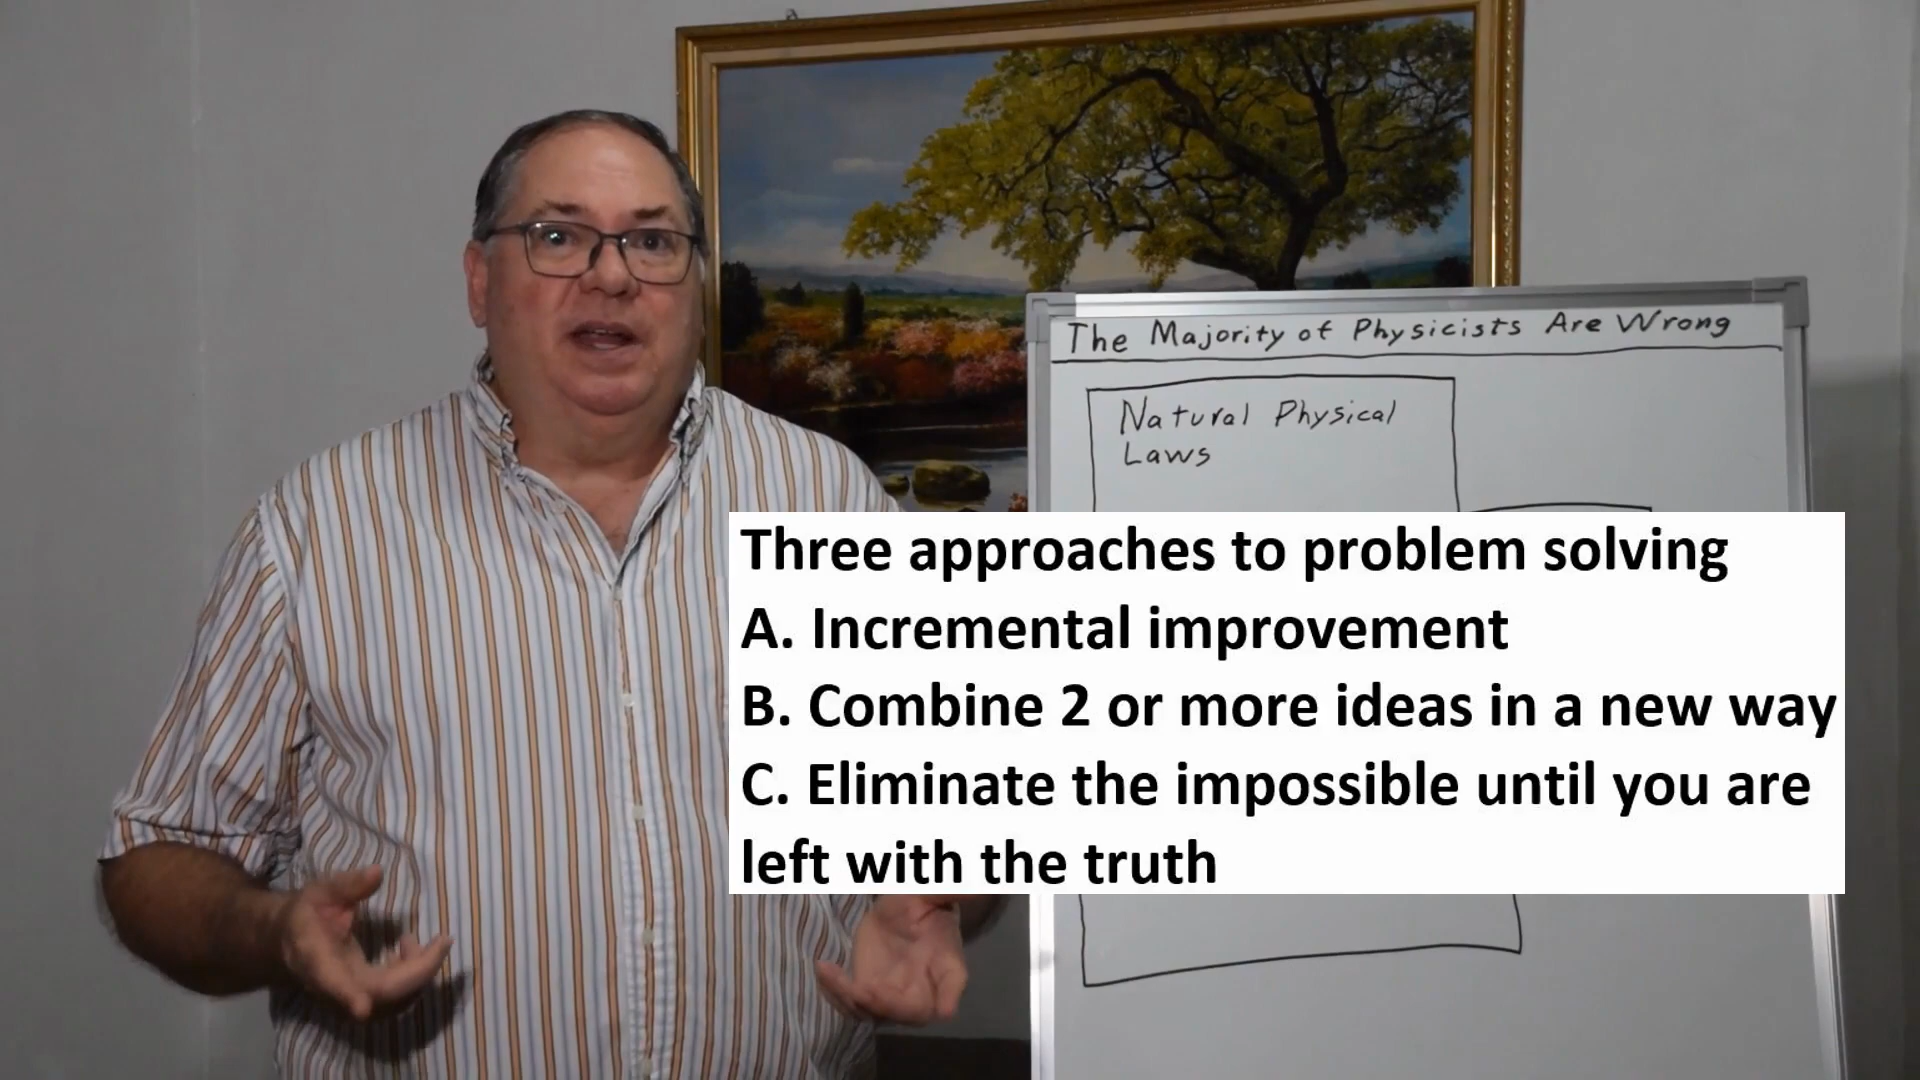 The Majority of Physicists Are Wrong
Natural Physical
Laws
Three approaches to problem solving
A. Incremental improvement
B. Combine 2 or more ideas in a new way
C. Eliminate the impossible until you are
left with the truth